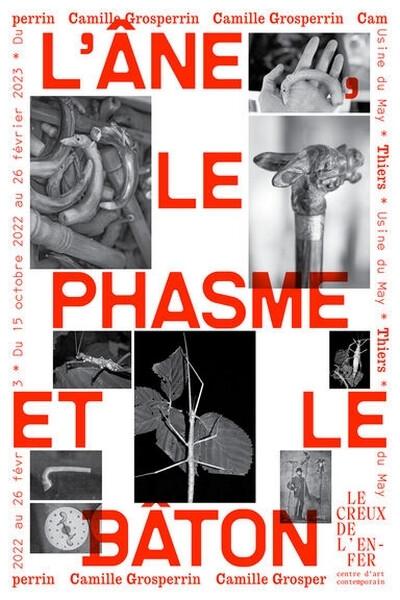 perrin Camille Grosperrin Camille Grosperrin Cam
L'ÂNE,
LE
PHASME
ET LE
BÂTON
Usine du May * Thiers * Usine du May * Thiers * du May
2022 au 26 févr 3 * Du 15 octobre 2022 au 26 février 2023 * Du
LE
CREUX
DE
L'EN-
FER
centre d'art
contemporain
perrin Camille Grosperrin Camille Grosper